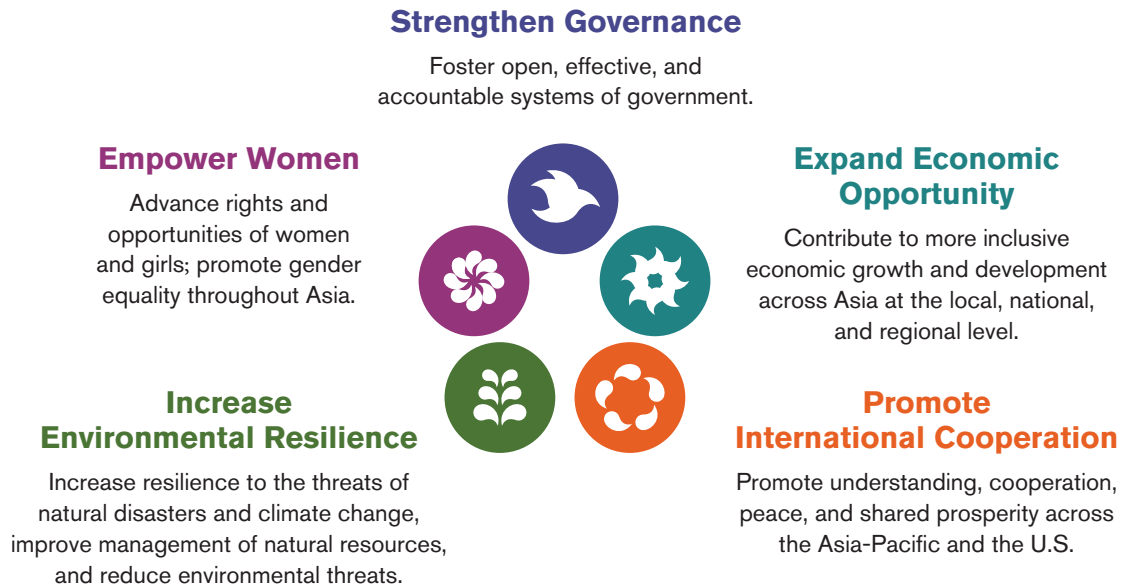 Strengthen Governance
Foster open, effective, and
accountable systems of government.
Empower Women
Advance rights and
opportunities of women
and girls; promote gender
equality throughout Asia.
Expand Economic
Opportunity
Contribute to more inclusive
economic growth and development
across Asia at the local, national,
and regional level.
Increase
Environmental Resilience
Increase resilience to the threats of
natural disasters and climate change,
improve management of natural resources,
and reduce environmental threats.
Promote
International Cooperation
Promote understanding, cooperation,
peace, and shared prosperity across
the Asia-Pacific and the U.S.